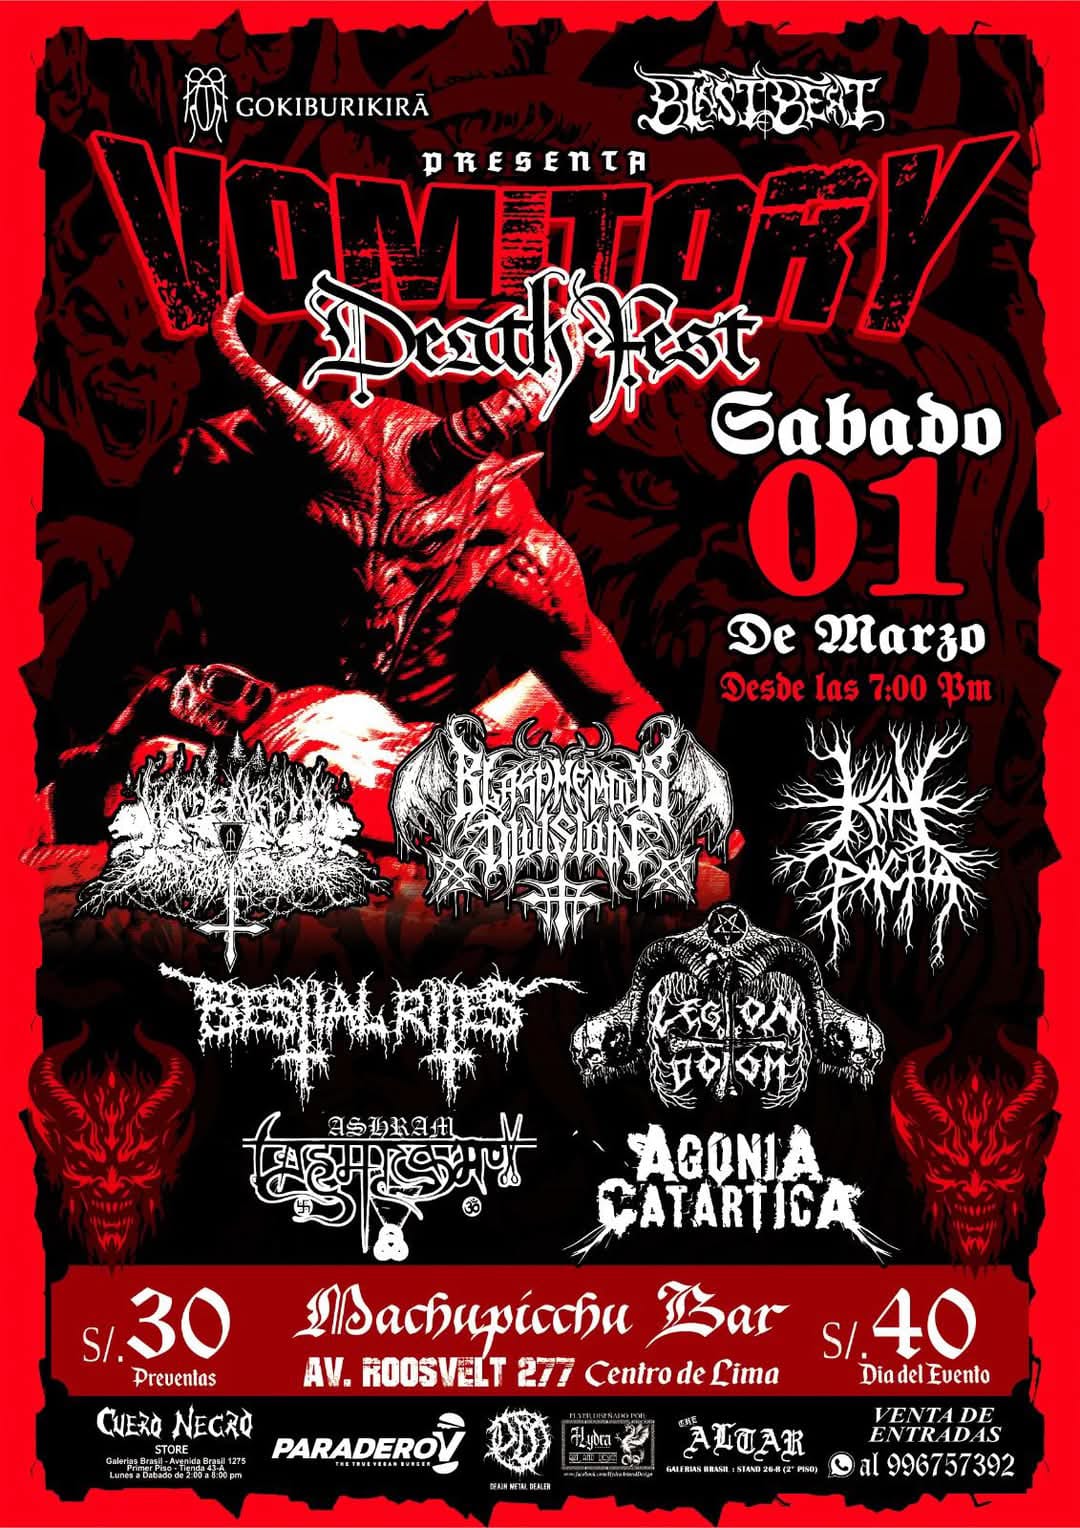 GOKIBURIKIRĀ
BLAST BEAT
PRESENTA
VOMITORY
Death Fest
Sabado
01
De Marzo
Desde las 7:00 Pm
BLASPHEMOUS
DIVISION
KAY
PACHA
BESTIAL RITES
LEGION
DOOM
ASHRAM
AGONIA
CATARTICA
S/.30
Preventas
Machupicchu Bar
AV. ROOSVELT 277 Centro de Lima
S/.40
Dia del Evento
CUERO NEGRO
STORE
Galerias Brasil - Avenida Brasil 1275
Primer Piso - Tienda 43-A
Lunes a Dabado de 2:00 a 8:00 pm
PARADERO
THE TRUE VEGAN BURGER
DEATH METAL DEALER
FLYER DISEÑADO POR:
Hydra
THE
ALTAR
GALERIAS BRASIL : STAND 26-B (2° PISO)
VENTA DE
ENTRADAS
al 996757392